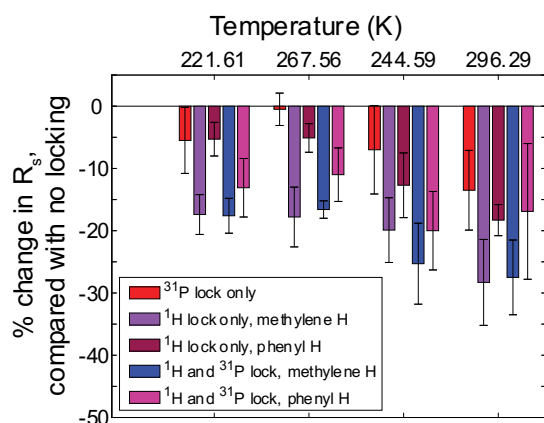 Temperature (K)
221.61 267.56 244.59 296.29
% change in Rs,
compared with no locking
0
-10
-20
-30
-40
-50
31P lock only
1H lock only, methylene H
1H lock only, phenyl H
1H and 31P lock, methylene H
1H and 31P lock, phenyl H